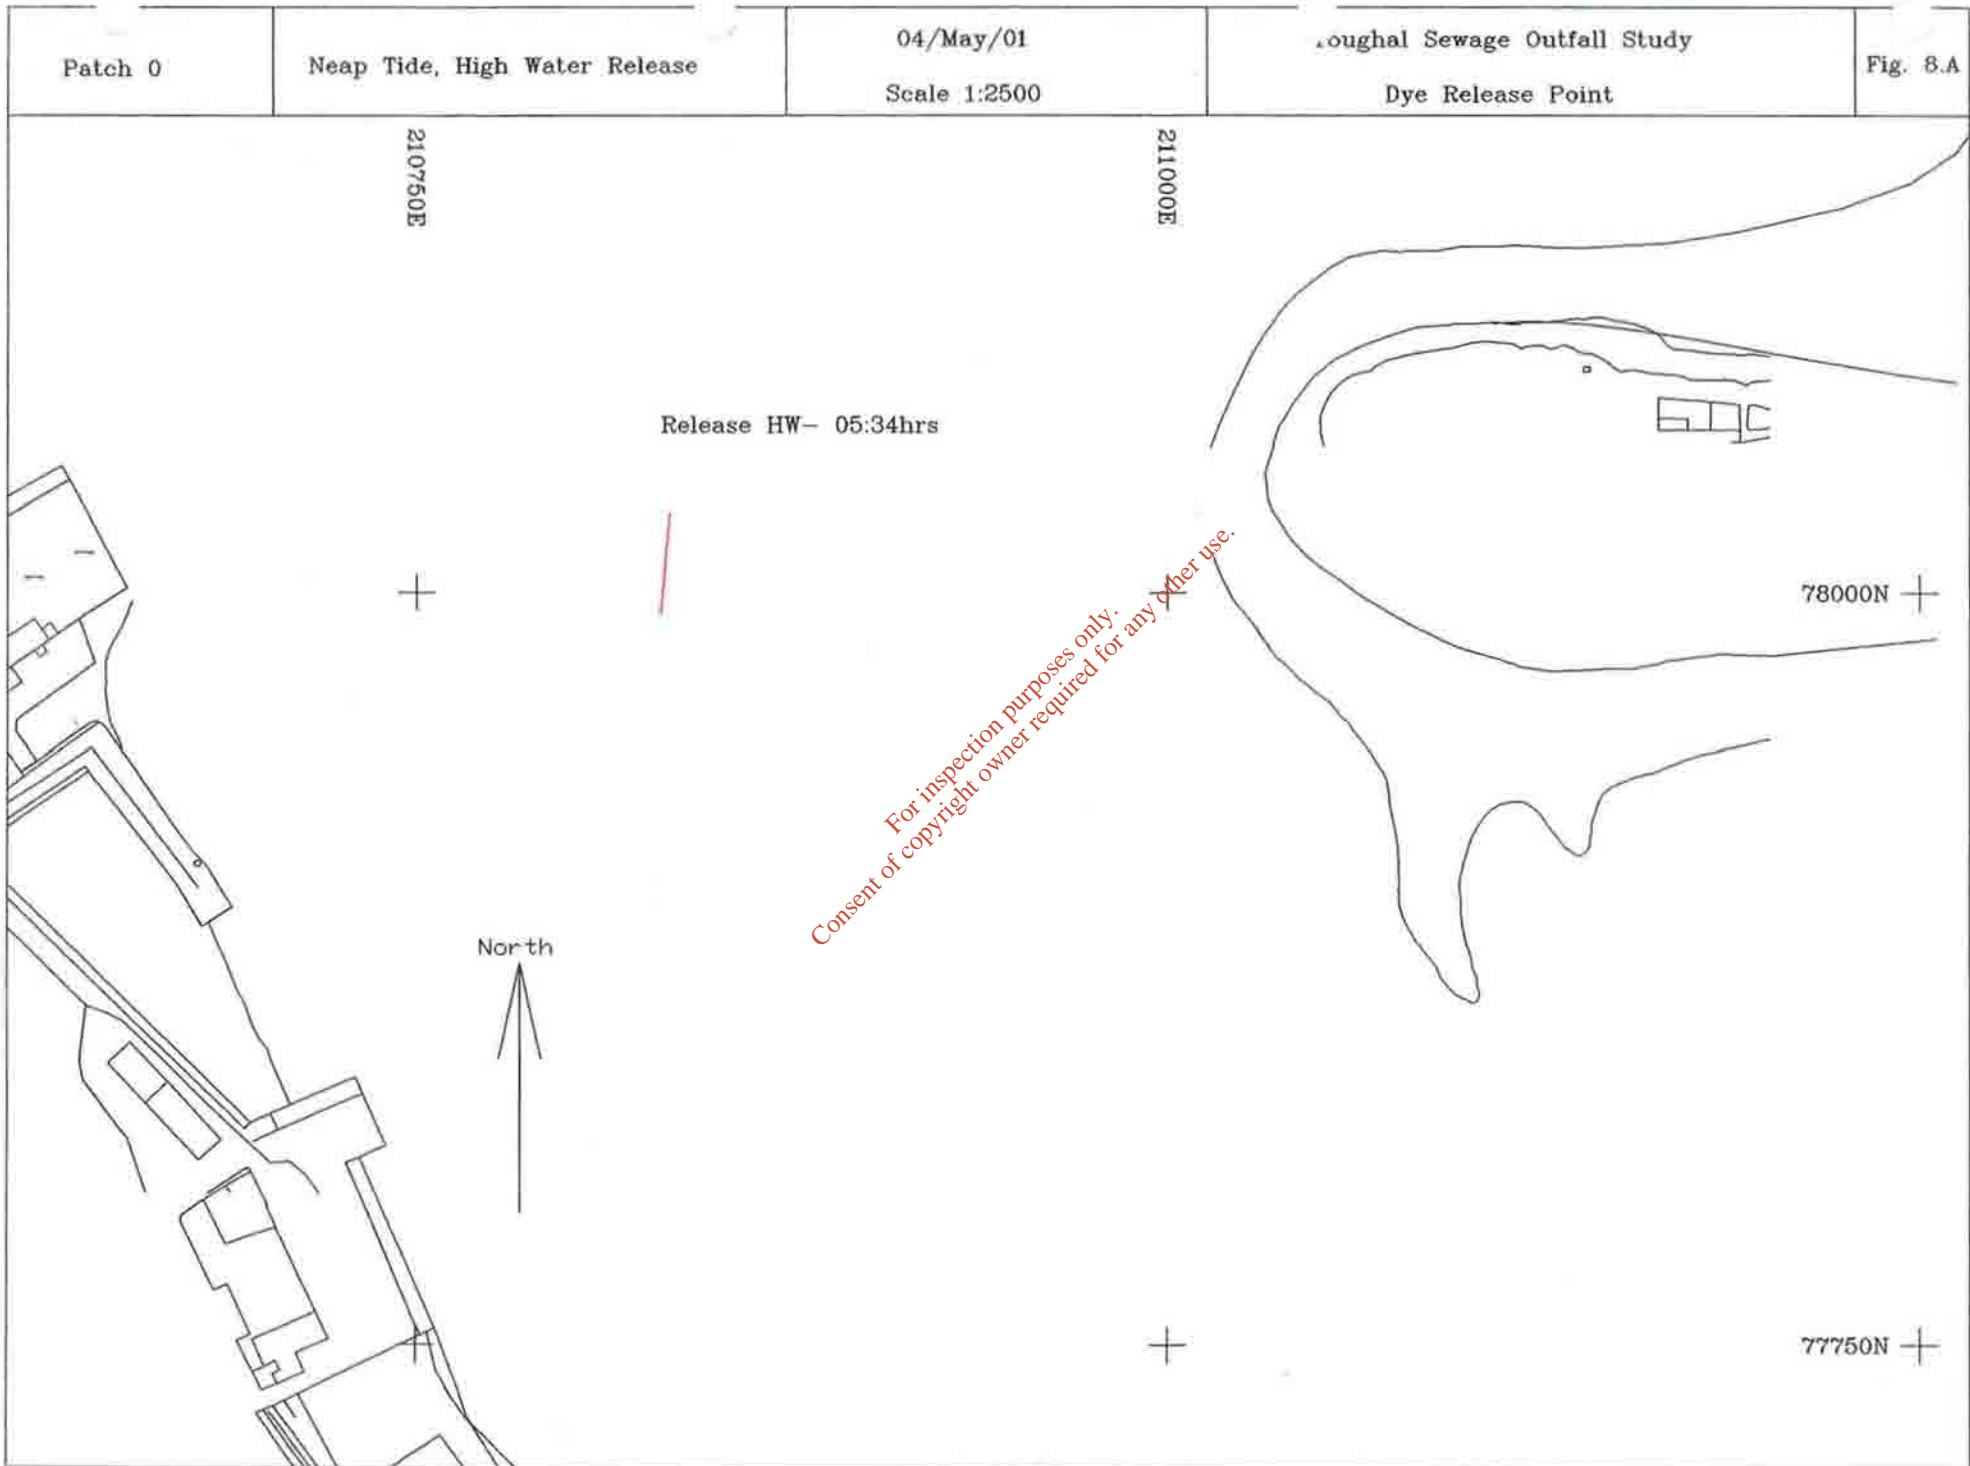 Patch 0
Neap Tide, High Water Release
04/May/01
Scale 1:2500
oughal Sewage Outfall Study
Dye Release Point
Fig. 8.A
210750E
211000E
Release HW- 05:34hrs
78000N
For inspection purposes only.
Consent of copyright owner required for any other use.
North
77750N